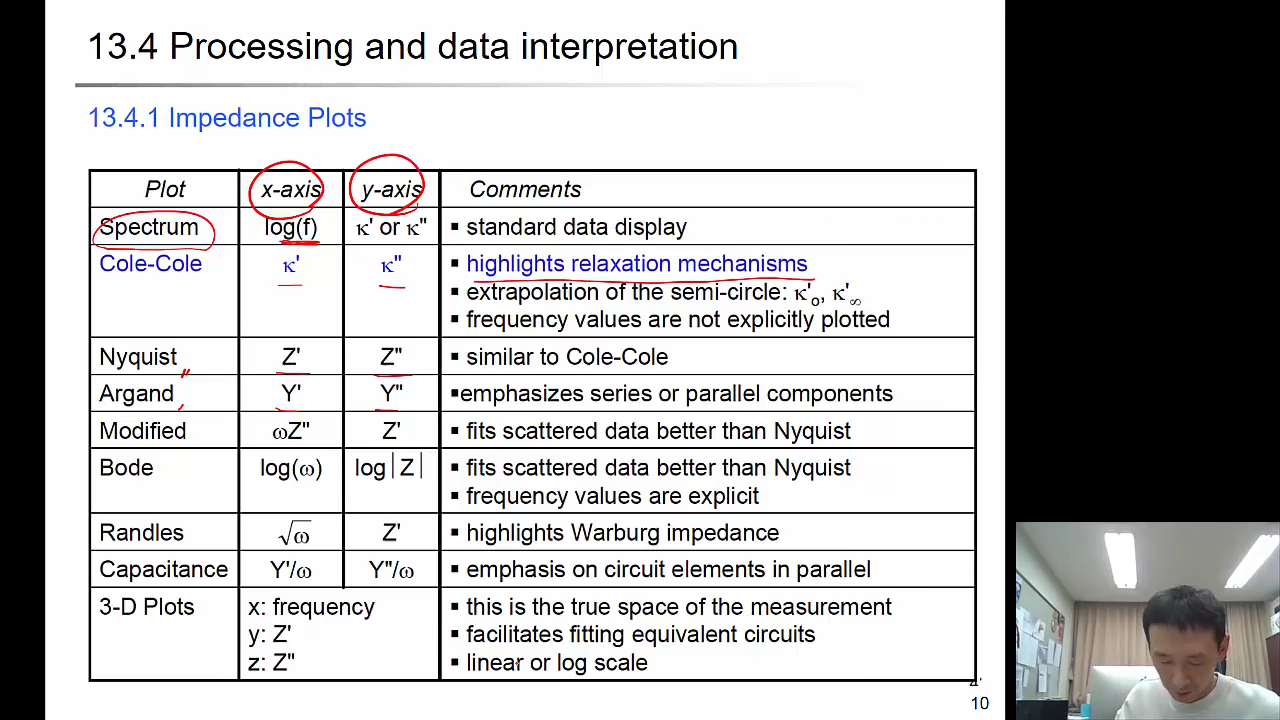 13.4 Processing and data interpretation
13.4.1 Impedance Plots
Plot x-axis y-axis Comments
Spectrum log(f) κ' or κ" ▪ standard data display
Cole-Cole κ' κ" ▪ highlights relaxation mechanisms
▪ extrapolation of the semi-circle: κ'₀, κ'∞
▪ frequency values are not explicitly plotted
Nyquist Z' Z" ▪ similar to Cole-Cole
Argand Y' Y" ▪emphasizes series or parallel components
Modified ωZ" Z' ▪ fits scattered data better than Nyquist
Bode log(ω) log|Z| ▪ fits scattered data better than Nyquist
▪ frequency values are explicit
Randles √ω Z' ▪ highlights Warburg impedance
Capacitance Y'/ω Y"/ω ▪ emphasis on circuit elements in parallel
3-D Plots x: frequency ▪ this is the true space of the measurement
y: Z' ▪ facilitates fitting equivalent circuits
z: Z" ▪ linear or log scale
10